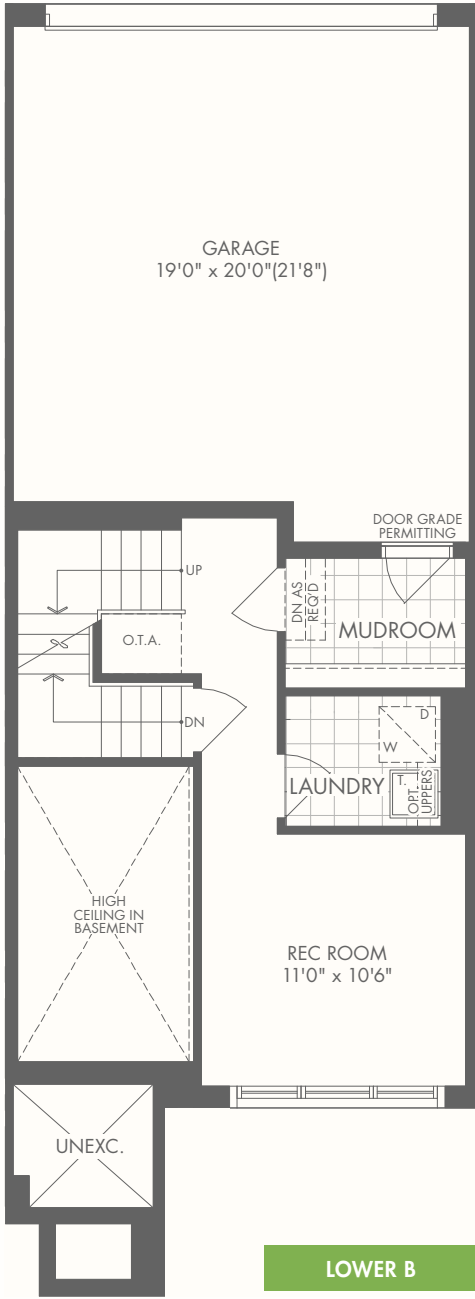 GARAGE
19'0" x 20'0"(21'8")
DOOR GRADE
PERMITTING
UP
DN AS
REQ'D
O.T.A.
MUDROOM
DN
D
W
LAUNDRY
T.
OPT.
UPPERS
HIGH
CEILING IN
BASEMENT
REC ROOM
11'0" x 10'6"
UNEXC.
LOWER B